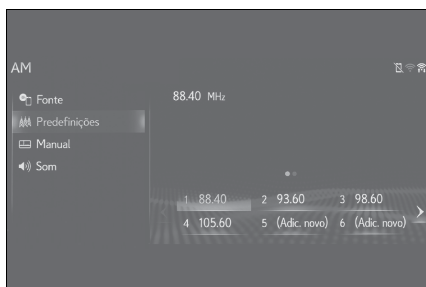 AM
Fonte
Predefinições
Manual
Som
88.40 MHz
1 88.40 2 93.60 3 98.60
4 105.60 5 (Adic. novo) 6 (Adic. novo)